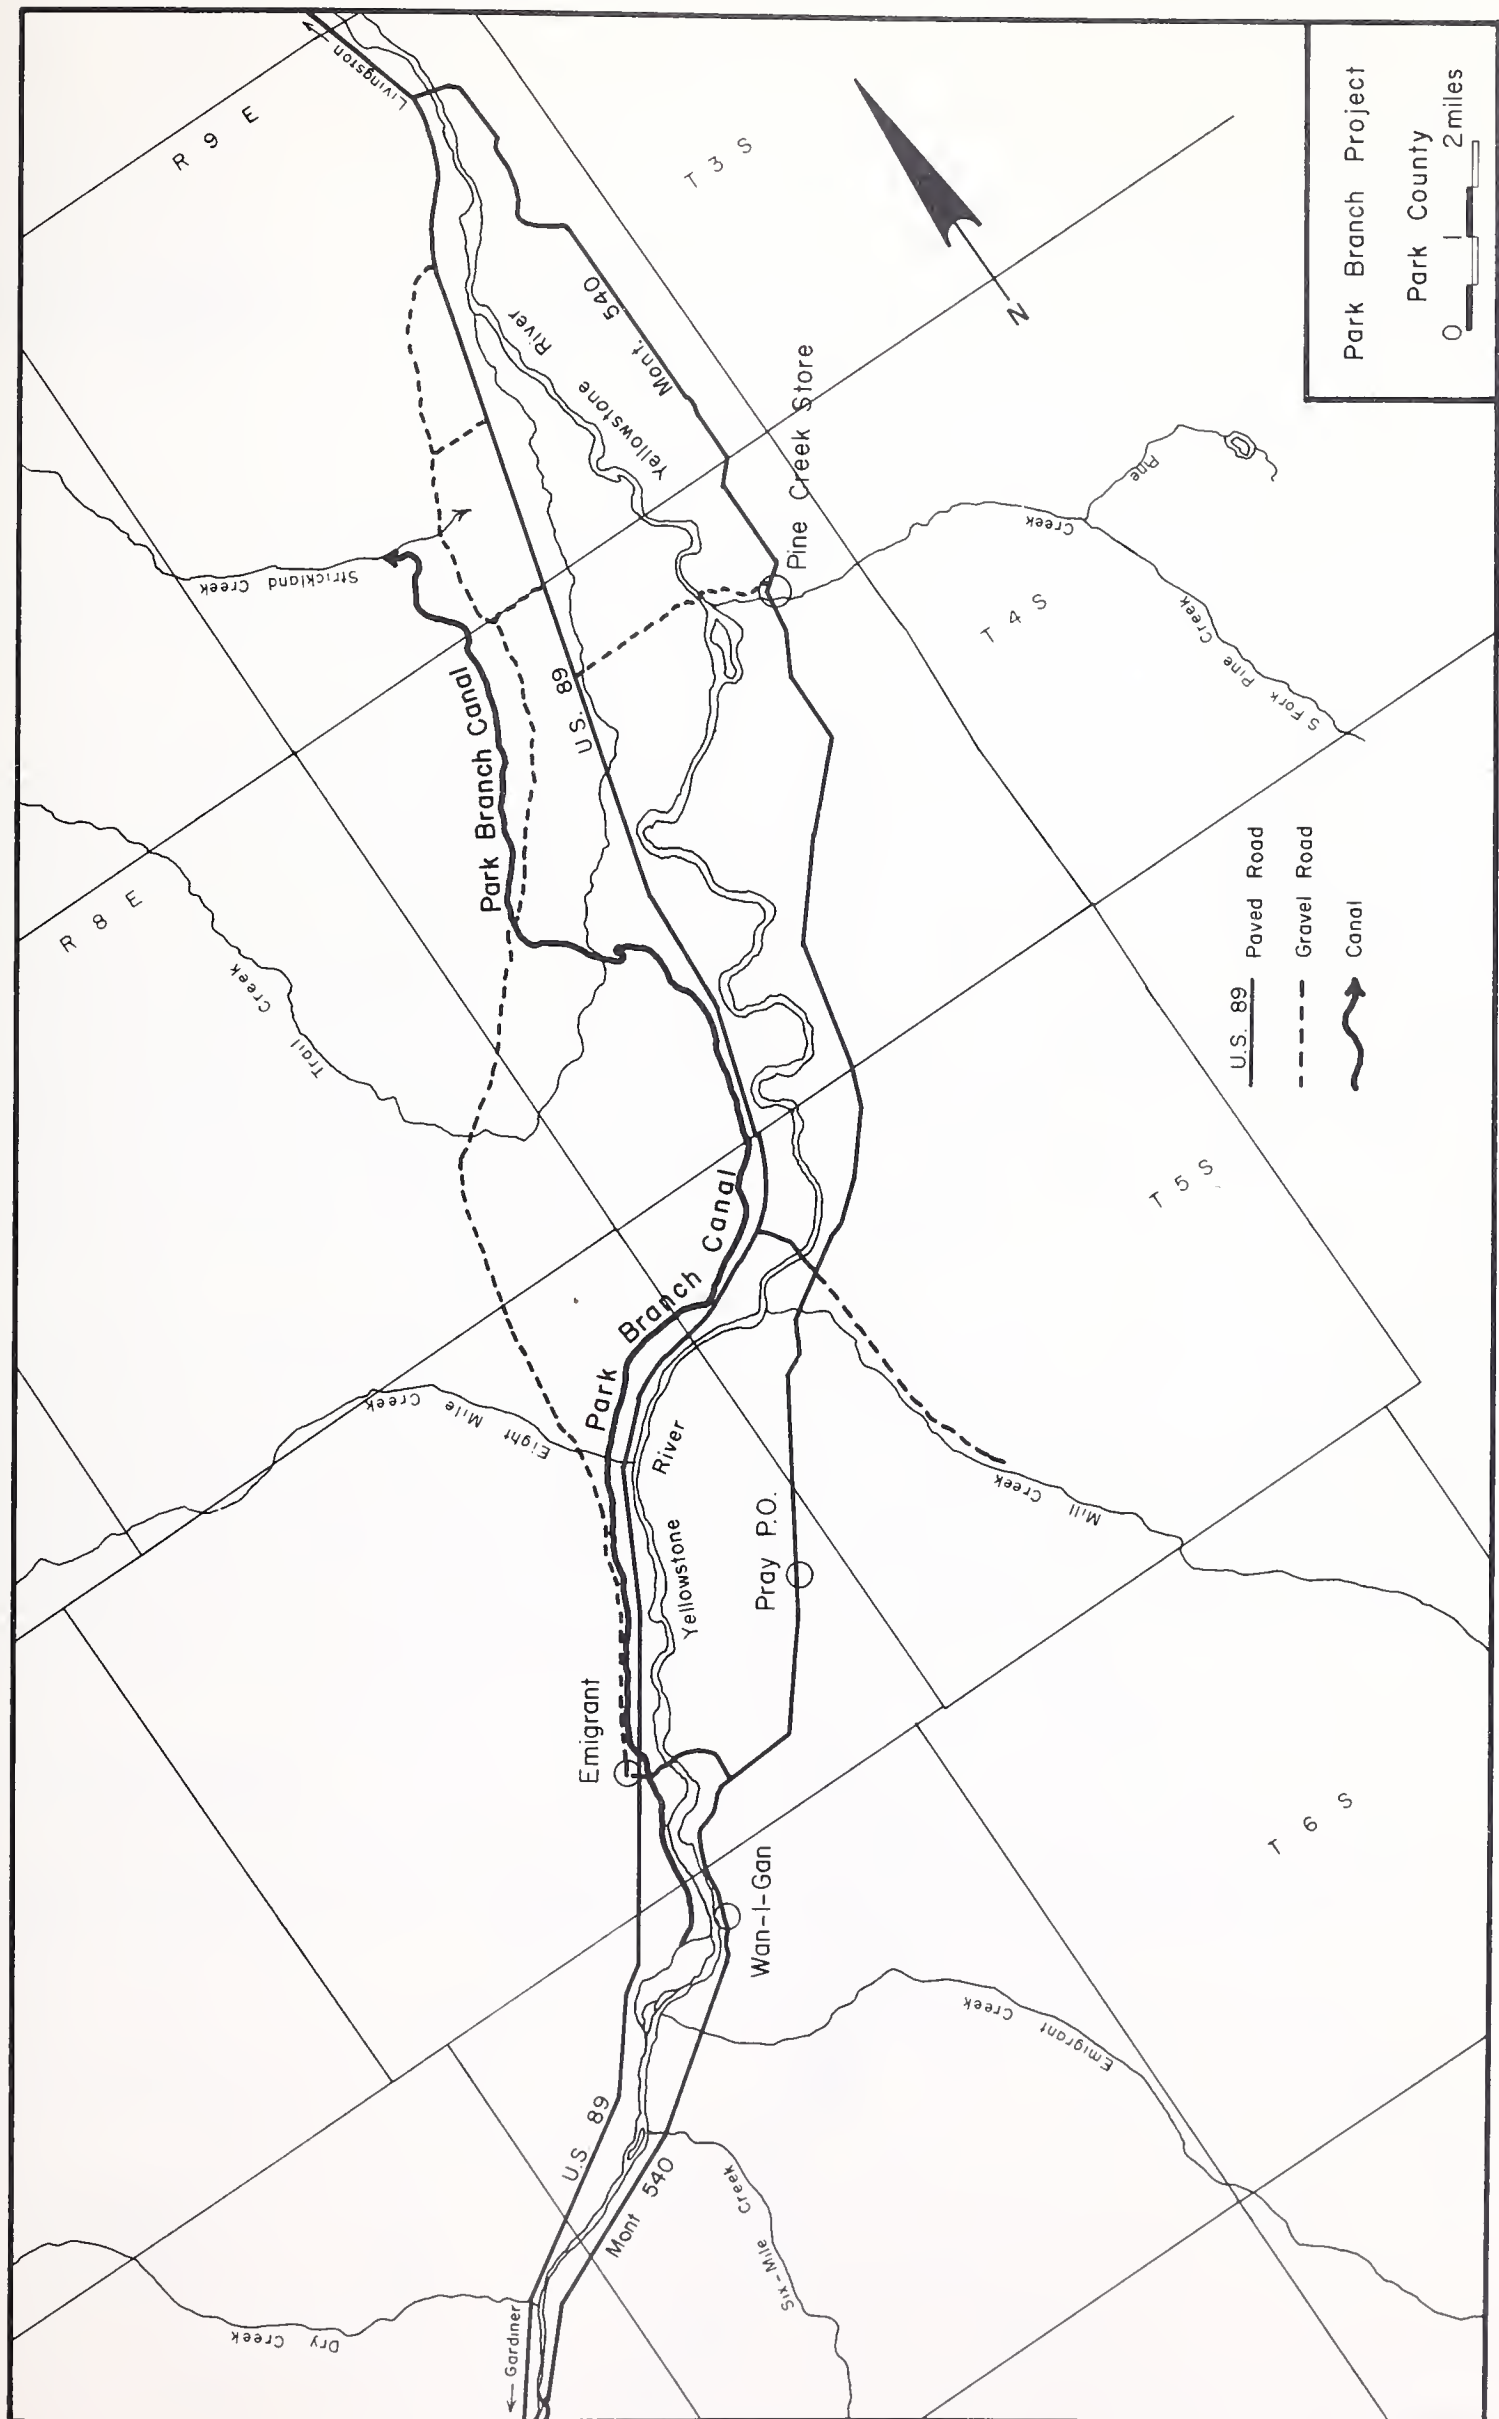 Park Branch Project
Park County
0 1 2 miles
Livingston
R 9 E
T 3 S
Mont. 540
Yellowstone River
N
Pine Creek Store
Pine Creek
S Fork Pine Creek
Strickland Creek
T 4 S
U.S. 89
Park Branch Canal
R 8 E
Trail Creek
U.S. 89 Paved Road
Gravel Road
Canal
T 5 S
Park Branch Canal
Eight Mile Creek
Yellowstone River
Mill Creek
Pray P.O.
Emigrant
T 6 S
Wan-I-Gan
Emigrant Creek
U.S. 89
Mont 540
Six-Mile Creek
Dry Creek
Gardiner